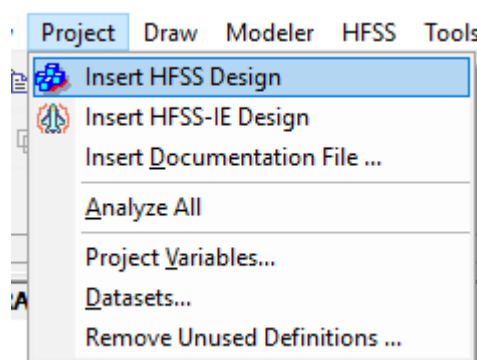 Project Draw Modeler HFSS Tools
Insert HFSS Design
Insert HFSS-IE Design
Insert Documentation File ...
Analyze All
Project Variables...
Datasets...
Remove Unused Definitions ...